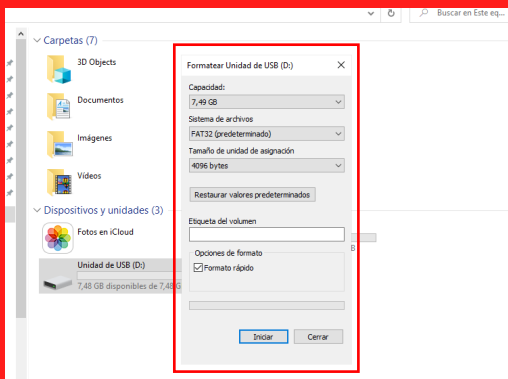 Buscar en Este eq...
Carpetas (7)
3D Objects
Documentos
Imágenes
Vídeos
Dispositivos y unidades (3)
Fotos en iCloud
Unidad de USB (D:)
7,48 GB disponibles de 7,48 G
Formatear Unidad de USB (D:)
Capacidad:
7,49 GB
Sistema de archivos
FAT32 (predeterminado)
Tamaño de unidad de asignación
4096 bytes
Restaurar valores predeterminados
Etiqueta del volumen
Opciones de formato
Formato rápido
Iniciar
Cerrar
B